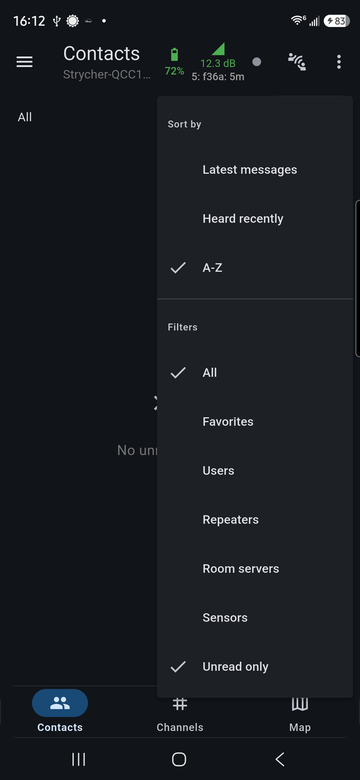 16:12
83
Contacts
Strycher-QCC1...
72%
12.3 dB
5: f36a: 5m
All
Sort by
Latest messages
Heard recently
A-Z
Filters
All
Favorites
No
Users
Repeaters
Room servers
Sensors
Unread only
Contacts
Channels
Map